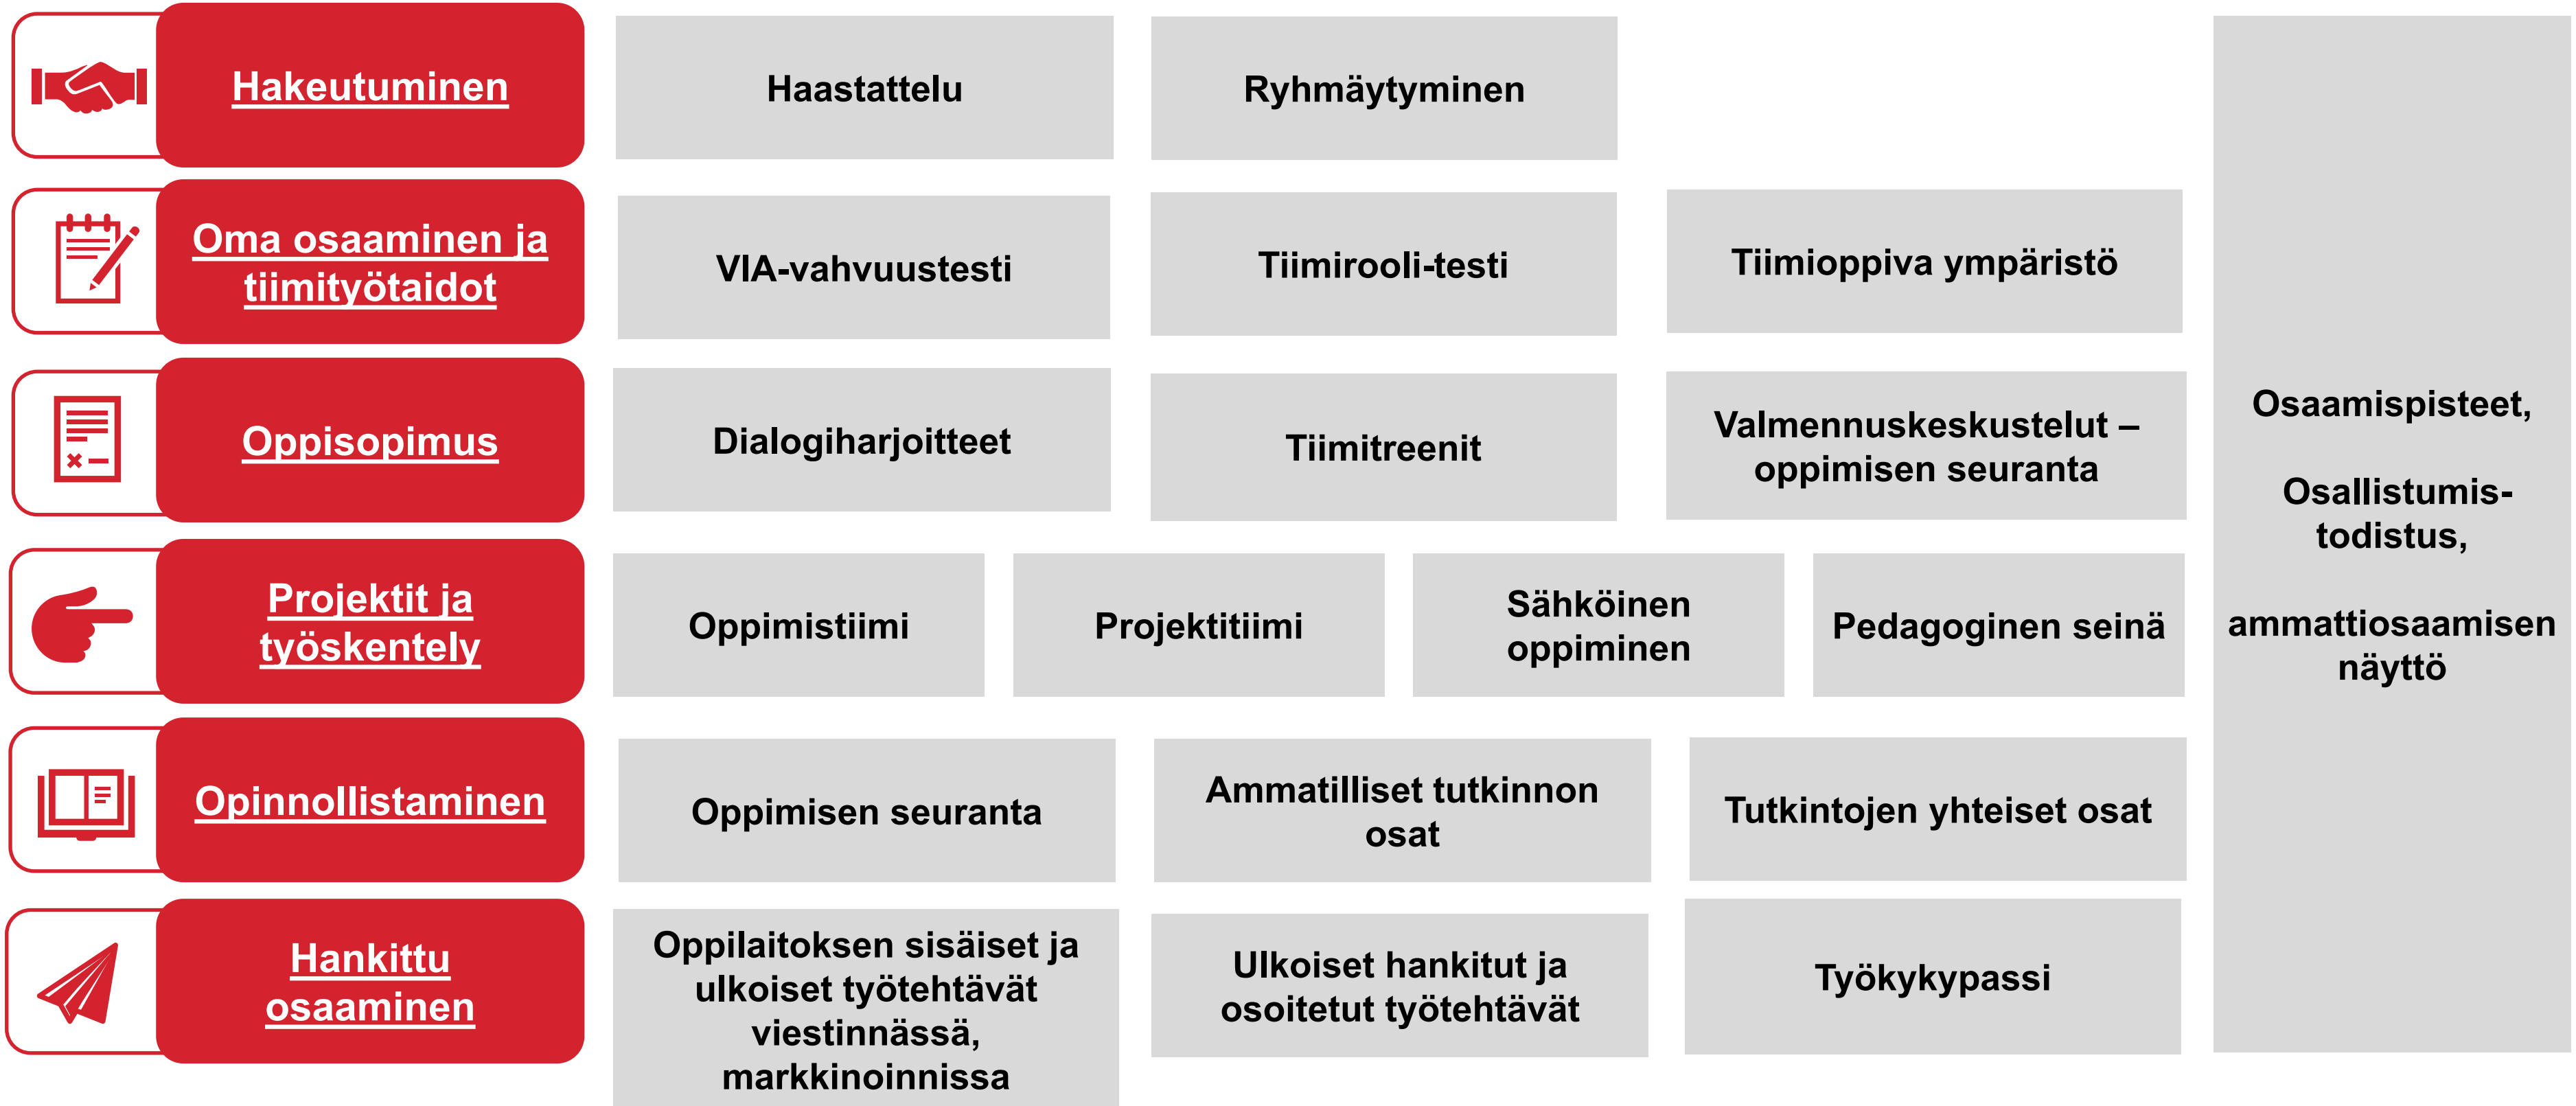 Hakeutuminen
Haastattelu
Ryhmäytyminen
Oma osaaminen ja
tiimityötaidot
VIA-vahvuustesti
Tiimirooli-testi
Tiimioppiva ympäristö
Oppisopimus
Dialogiharjoitteet
Tiimitreenit
Valmennuskeskustelut –
oppimisen seuranta
Projektit ja
työskentely
Oppimistiimi
Projektitiimi
Sähköinen
oppiminen
Pedagoginen seinä
Opinnollistaminen
Oppimisen seuranta
Ammatilliset tutkinnon
osat
Tutkintojen yhteiset osat
Hankittu
osaaminen
Oppilaitoksen sisäiset ja
ulkoiset työtehtävät
viestinnässä,
markkinoinnissa
Ulkoiset hankitut ja
osoitetut työtehtävät
Työkykypassi
Osaamispisteet,
Osallistumis-
todistus,
ammattiosaamisen
näyttö